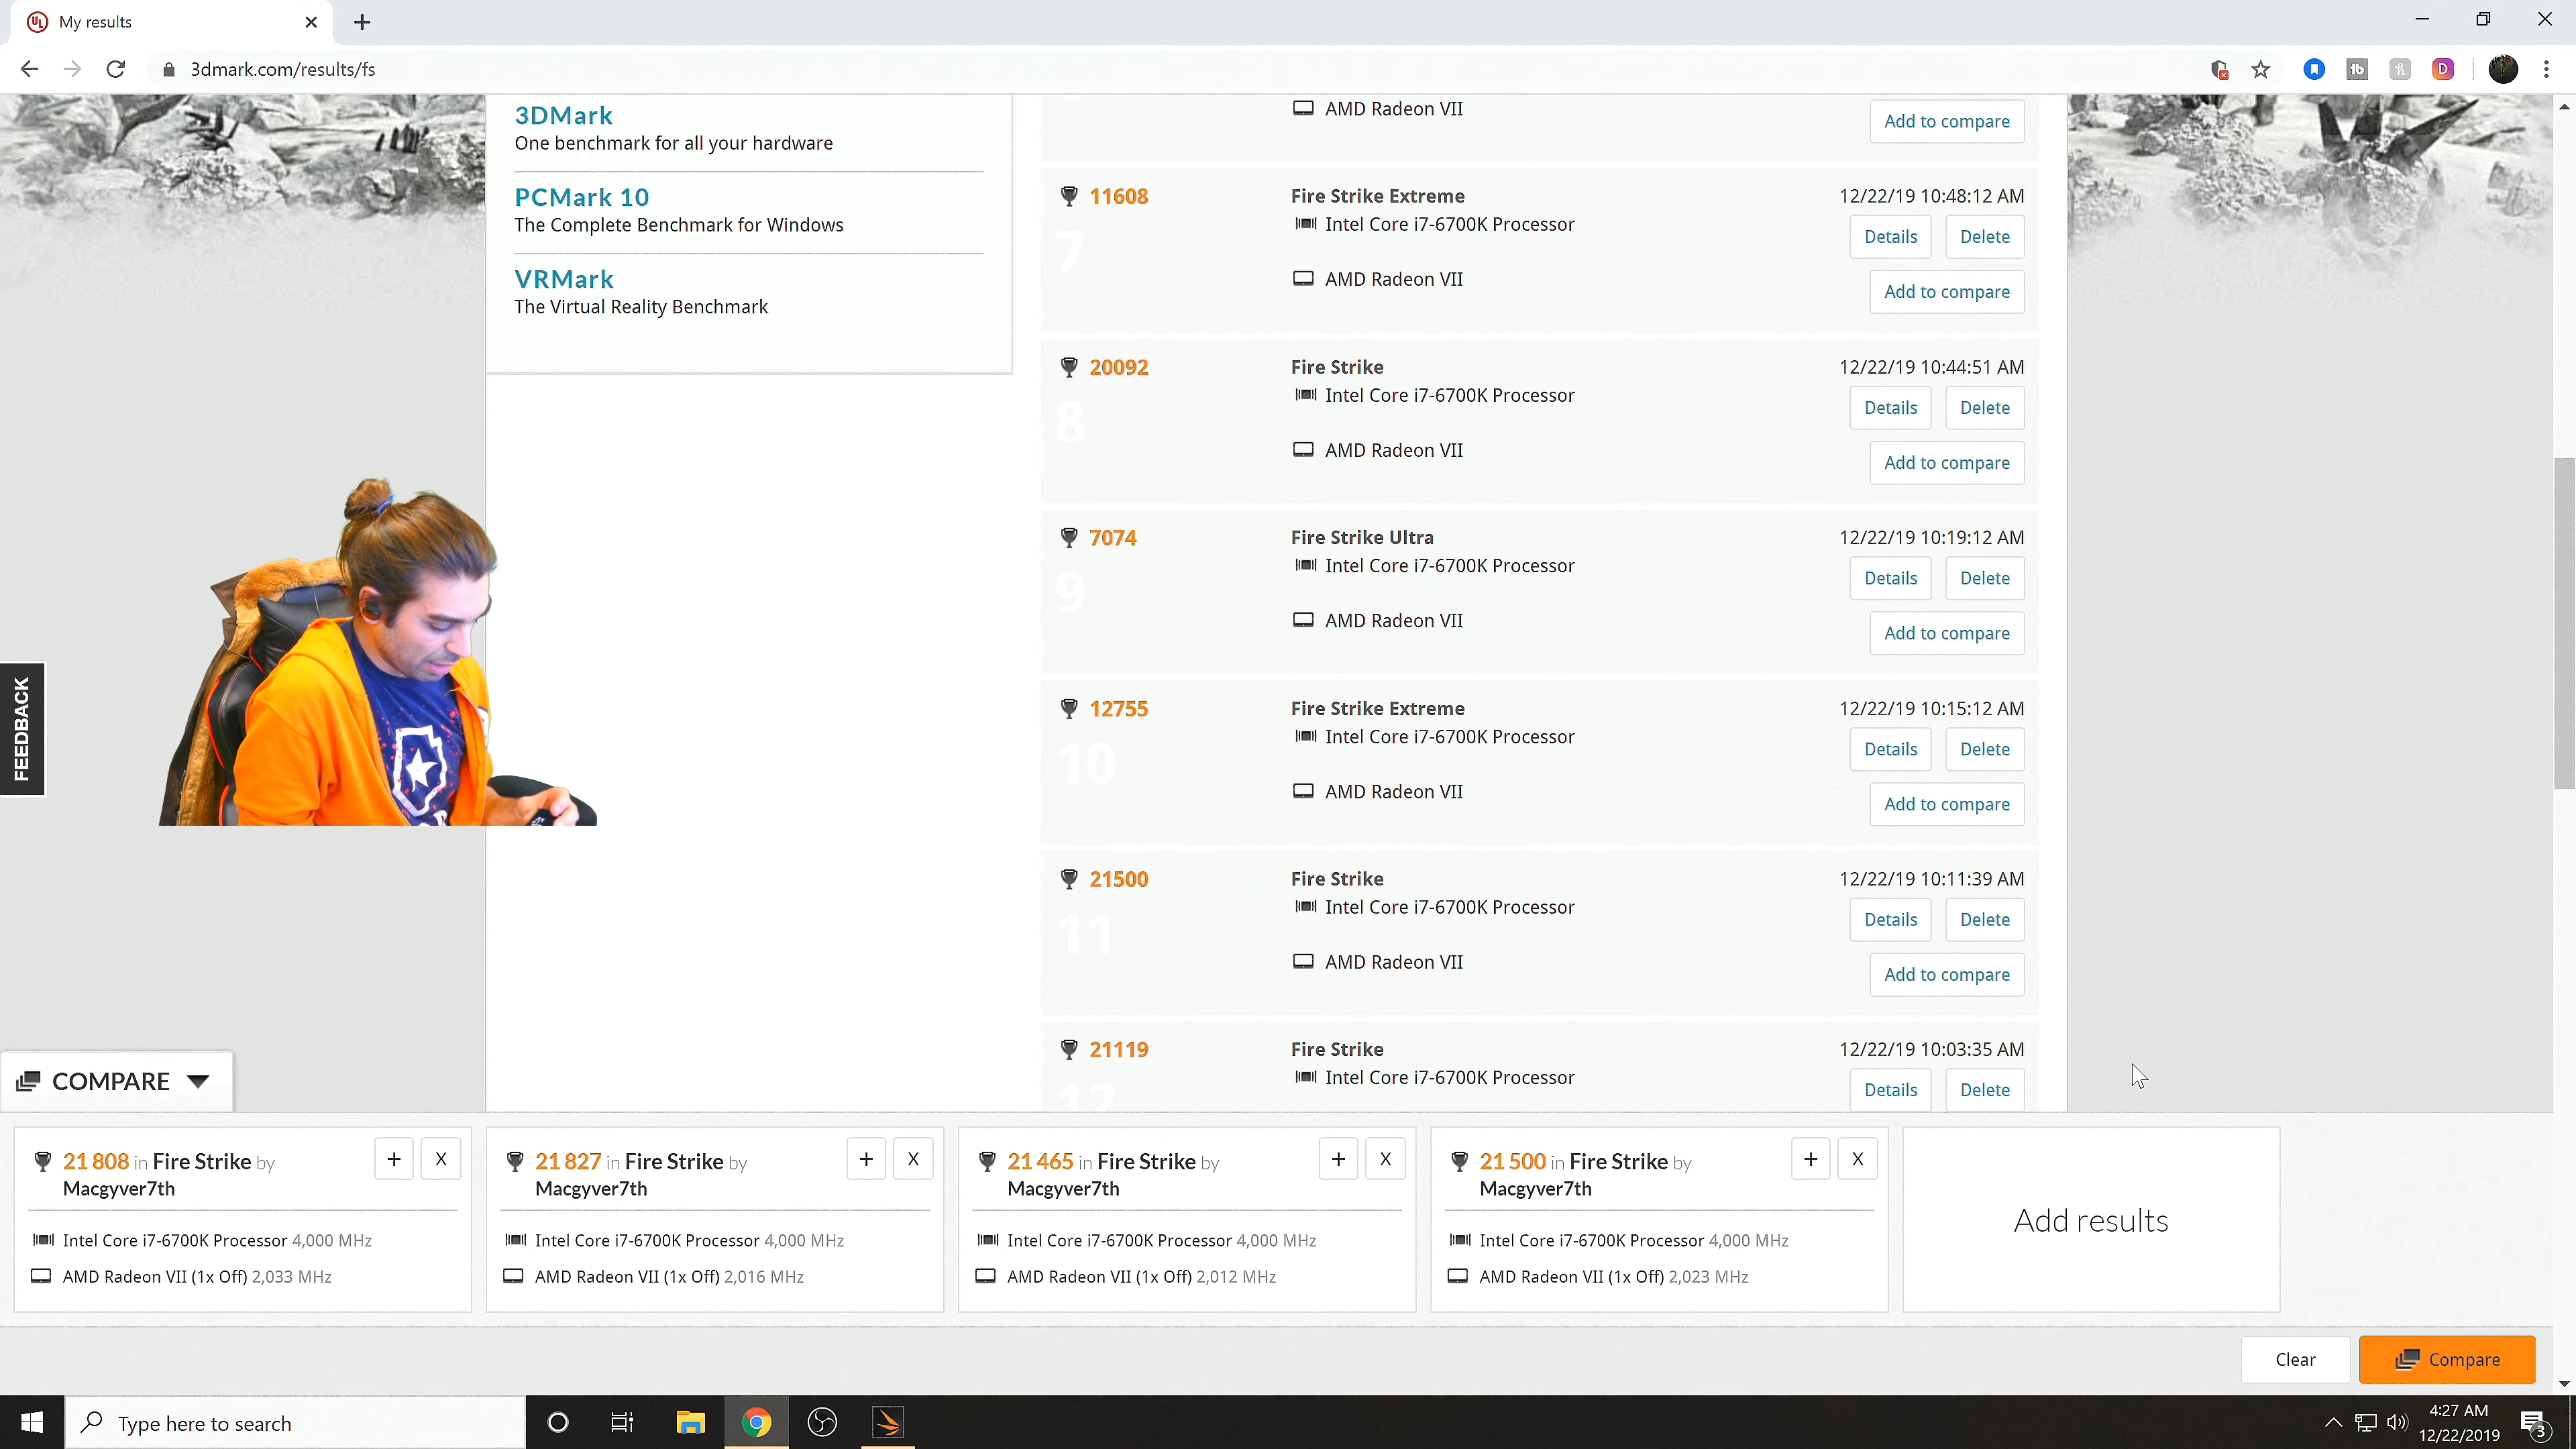 My results
3dmark.com/results/fs
3DMark
One benchmark for all your hardware
PCMark 10
The Complete Benchmark for Windows
VRMark
The Virtual Reality Benchmark
AMD Radeon VII
Add to compare
11608 Fire Strike Extreme 12/22/19 10:48:12 AM
7 Intel Core i7-6700K Processor Details Delete
AMD Radeon VII
Add to compare
20092 Fire Strike 12/22/19 10:44:51 AM
8 Intel Core i7-6700K Processor Details Delete
AMD Radeon VII
Add to compare
7074 Fire Strike Ultra 12/22/19 10:19:12 AM
9 Intel Core i7-6700K Processor Details Delete
AMD Radeon VII
Add to compare
12755 Fire Strike Extreme 12/22/19 10:15:12 AM
10 Intel Core i7-6700K Processor Details Delete
AMD Radeon VII
Add to compare
21500 Fire Strike 12/22/19 10:11:39 AM
11 Intel Core i7-6700K Processor Details Delete
AMD Radeon VII
Add to compare
21119 Fire Strike 12/22/19 10:03:35 AM
12 Intel Core i7-6700K Processor Details Delete
FEEDBACK
COMPARE
21 808 in Fire Strike by + X
Macgyver7th
Intel Core i7-6700K Processor 4,000 MHz
AMD Radeon VII (1x Off) 2,033 MHz
21 827 in Fire Strike by + X
Macgyver7th
Intel Core i7-6700K Processor 4,000 MHz
AMD Radeon VII (1x Off) 2,016 MHz
21 465 in Fire Strike by + X
Macgyver7th
Intel Core i7-6700K Processor 4,000 MHz
AMD Radeon VII (1x Off) 2,012 MHz
21 500 in Fire Strike by + X
Macgyver7th
Intel Core i7-6700K Processor 4,000 MHz
AMD Radeon VII (1x Off) 2,023 MHz
Add results
Clear Compare
Type here to search
4:27 AM
12/22/2019
3